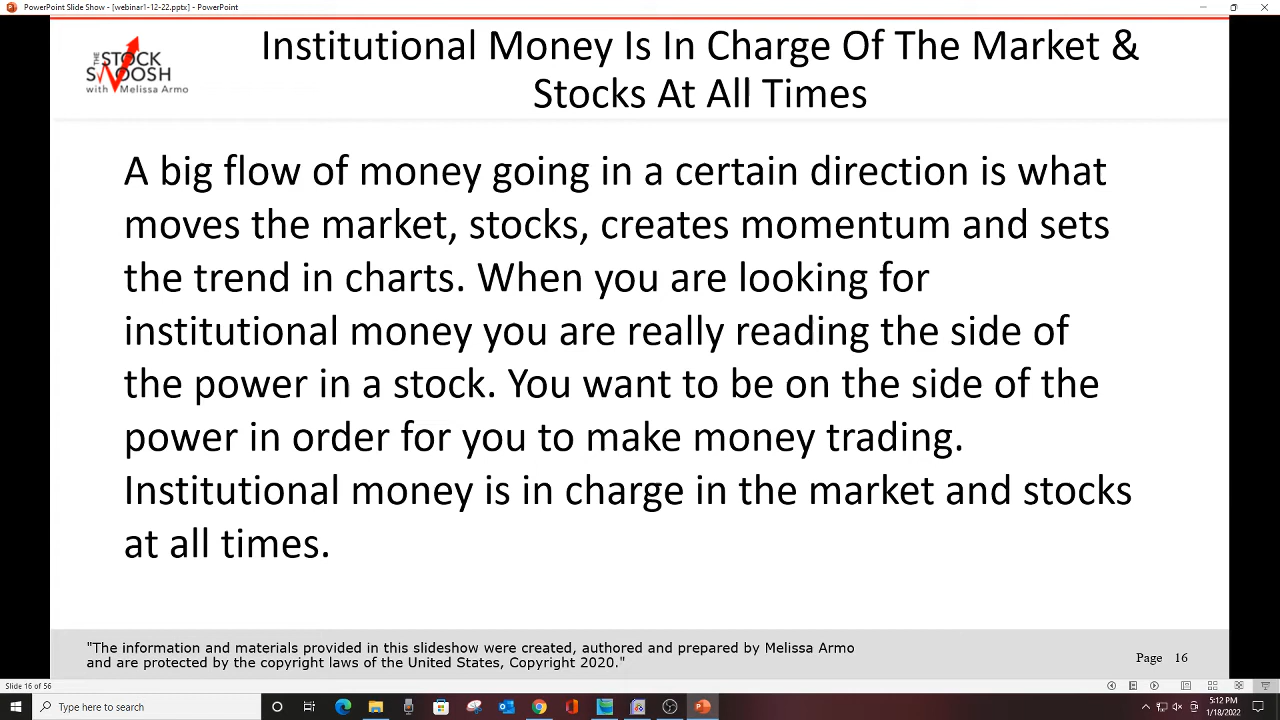 PowerPoint Slide Show - [webinar1-12-22.pptx] - PowerPoint
THE
STOCK
SWOOSH
with Melissa Armo
Institutional Money Is In Charge Of The Market &
Stocks At All Times
A big flow of money going in a certain direction is what
moves the market, stocks, creates momentum and sets
the trend in charts. When you are looking for
institutional money you are really reading the side of
the power in a stock. You want to be on the side of the
power in order for you to make money trading.
Institutional money is in charge in the market and stocks
at all times.
"The information and materials provided in this slideshow were created, authored and prepared by Melissa Armo
and are protected by the copyright laws of the United States, Copyright 2020."
Page 16
Slide 16 of 56
Type here to search
5:12 PM
1/18/2022